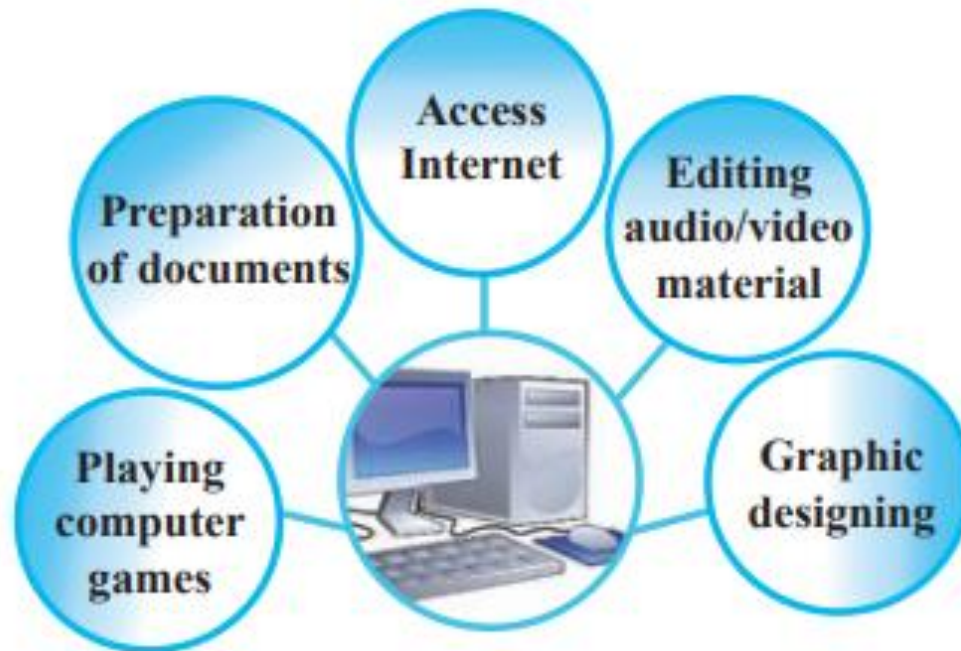 Access
Internet
Preparation
of documents
Editing
audio/video
material
Playing
computer
games
Graphic
designing